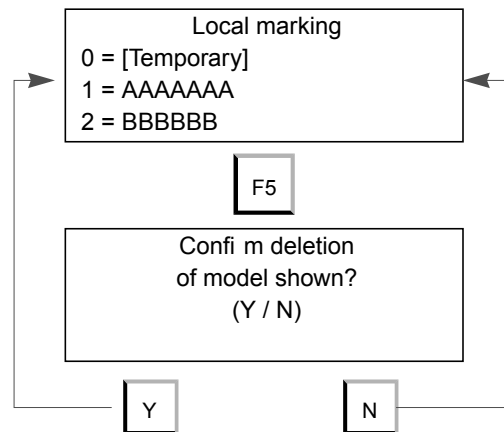 Local marking
0 = [Temporary]
1 = AAAAAAA
2 = BBBBBB
F5
Confi m deletion
of model shown?
(Y / N)
Y
N